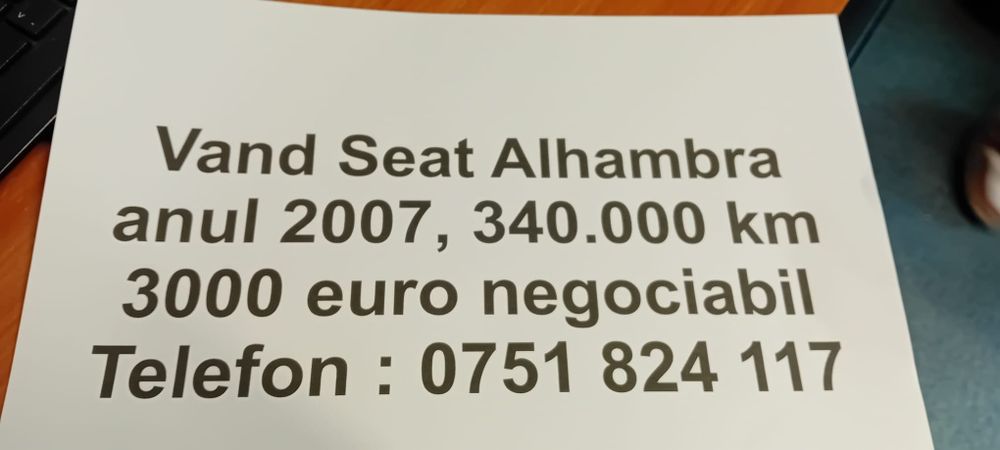 Vand Seat Alhambra
anul 2007, 340.000 km
3000 euro negociabil
Telefon : 0751 824 117